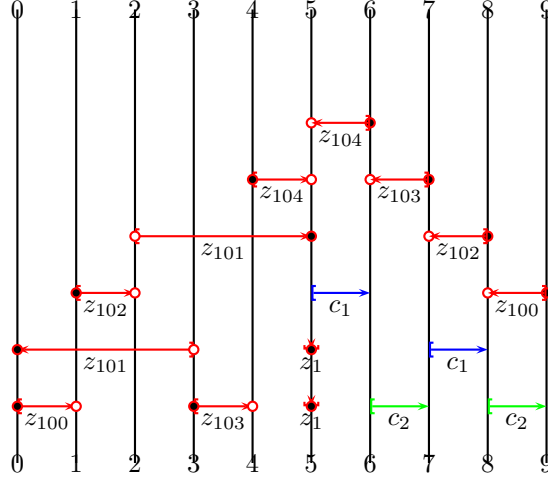 0 1 2 3 4 5 6 7 8 9
z₁₀₄
z₁₀₄ z₁₀₃
z₁₀₁ z₁₀₂
z₁₀₂ c₁ z₁₀₀
z₁₀₁ z₁ c₁
z₁₀₀ z₁₀₃ z₁ c₂ c₂
0 1 2 3 4 5 6 7 8 9